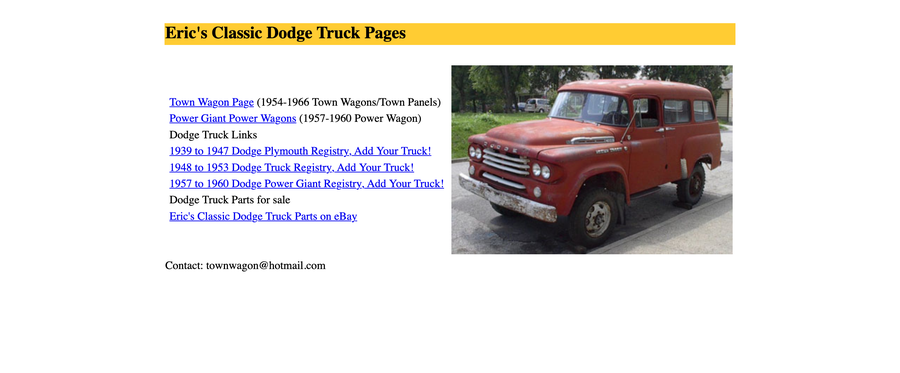 Eric's Classic Dodge Truck Pages
Town Wagon Page (1954-1966 Town Wagons/Town Panels)
Power Giant Power Wagons (1957-1960 Power Wagon)
Dodge Truck Links
1939 to 1947 Dodge Plymouth Registry, Add Your Truck!
1948 to 1953 Dodge Truck Registry, Add Your Truck!
1957 to 1960 Dodge Power Giant Registry, Add Your Truck!
Dodge Truck Parts for sale
Eric's Classic Dodge Truck Parts on eBay
DODGE
Contact: townwagon@hotmail.com